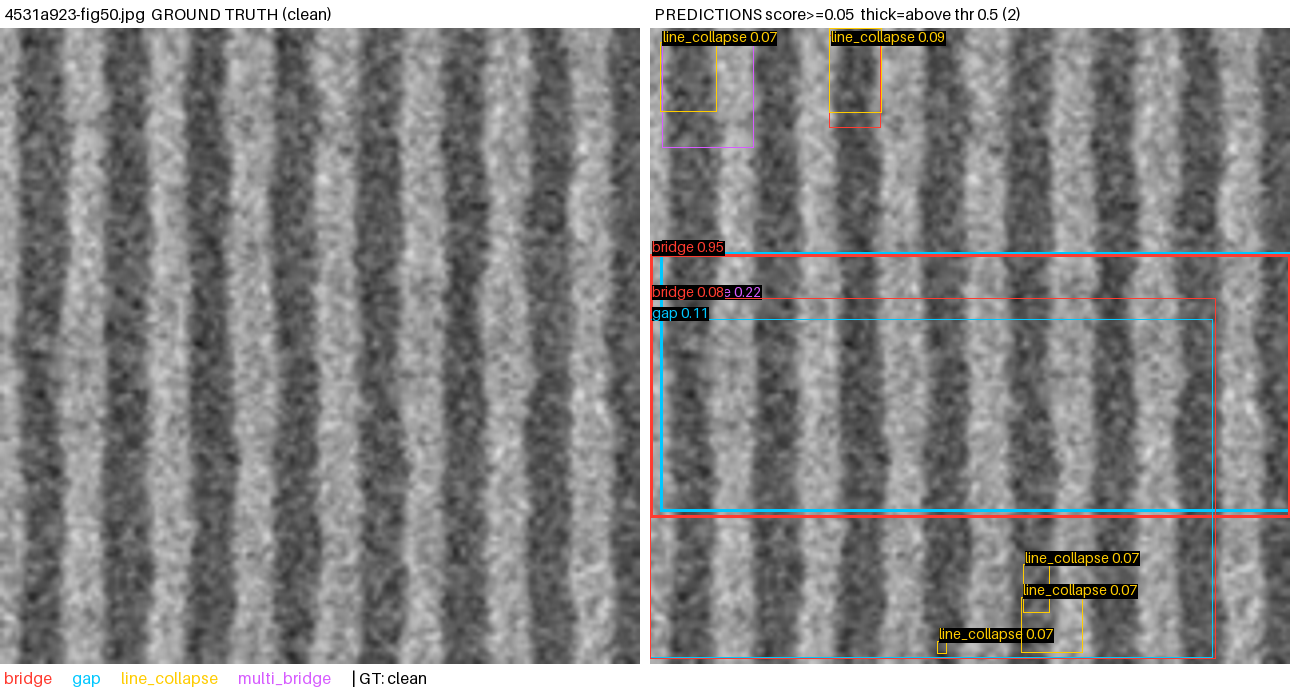 4531a923-fig50.jpg  GROUND TRUTH (clean)
PREDICTIONS score>=0.05  thick=above thr 0.5 (2)
line_collapse 0.07
line_collapse 0.09
bridge 0.95
bridge 0.08
e 0.22
gap 0.11
line_collapse 0.07
line_collapse 0.07
line_collapse 0.07
bridge gap line_collapse multi_bridge | GT: clean